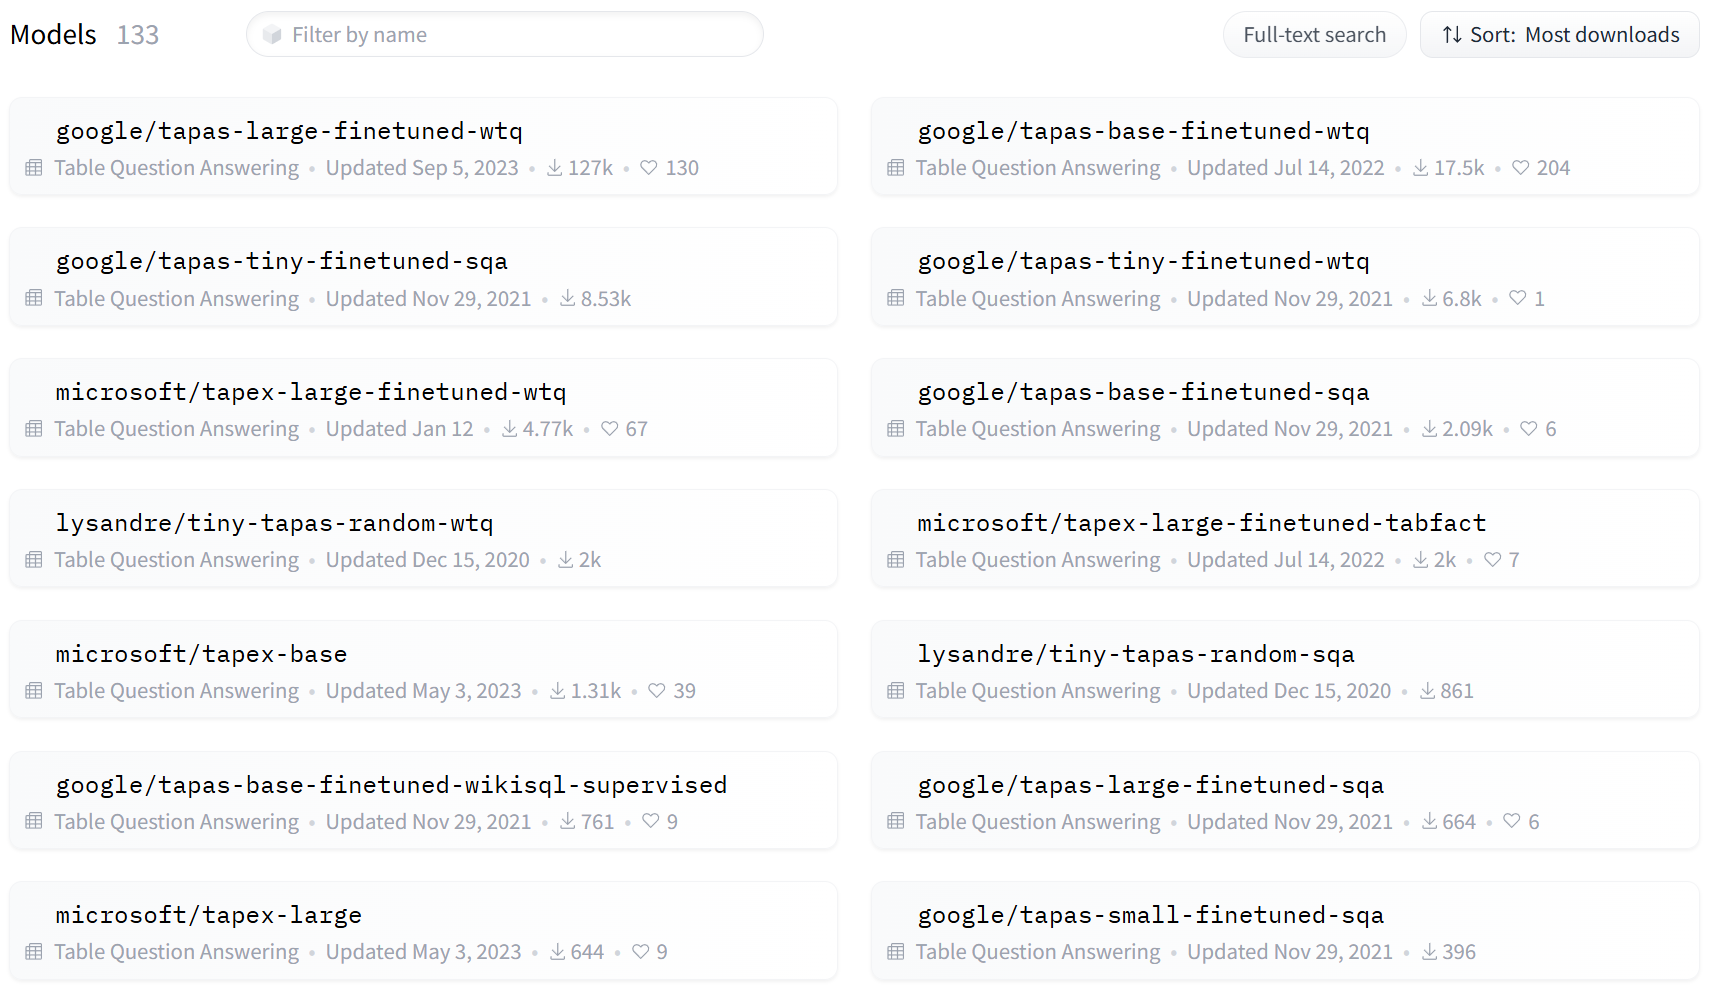 Models 133
Filter by name
Full-text search
Sort: Most downloads
google/tapas-large-finetuned-wtq
Table Question Answering • Updated Sep 5, 2023 • 127k • 130
google/tapas-base-finetuned-wtq
Table Question Answering • Updated Jul 14, 2022 • 17.5k • 204
google/tapas-tiny-finetuned-sqa
Table Question Answering • Updated Nov 29, 2021 • 8.53k
google/tapas-tiny-finetuned-wtq
Table Question Answering • Updated Nov 29, 2021 • 6.8k • 1
microsoft/tapex-large-finetuned-wtq
Table Question Answering • Updated Jan 12 • 4.77k • 67
google/tapas-base-finetuned-sqa
Table Question Answering • Updated Nov 29, 2021 • 2.09k • 6
lysandre/tiny-tapas-random-wtq
Table Question Answering • Updated Dec 15, 2020 • 2k
microsoft/tapex-large-finetuned-tabfact
Table Question Answering • Updated Jul 14, 2022 • 2k • 7
microsoft/tapex-base
Table Question Answering • Updated May 3, 2023 • 1.31k • 39
lysandre/tiny-tapas-random-sqa
Table Question Answering • Updated Dec 15, 2020 • 861
google/tapas-base-finetuned-wikisql-supervised
Table Question Answering • Updated Nov 29, 2021 • 761 • 9
google/tapas-large-finetuned-sqa
Table Question Answering • Updated Nov 29, 2021 • 664 • 6
microsoft/tapex-large
Table Question Answering • Updated May 3, 2023 • 644 • 9
google/tapas-small-finetuned-sqa
Table Question Answering • Updated Nov 29, 2021 • 396